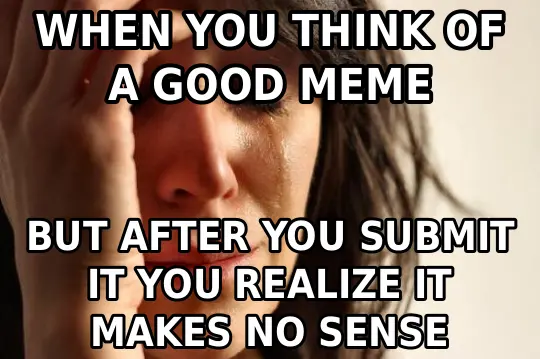 WHEN YOU THINK OF
A GOOD MEME
BUT AFTER YOU SUBMIT
IT YOU REALIZE IT
MAKES NO SENSE